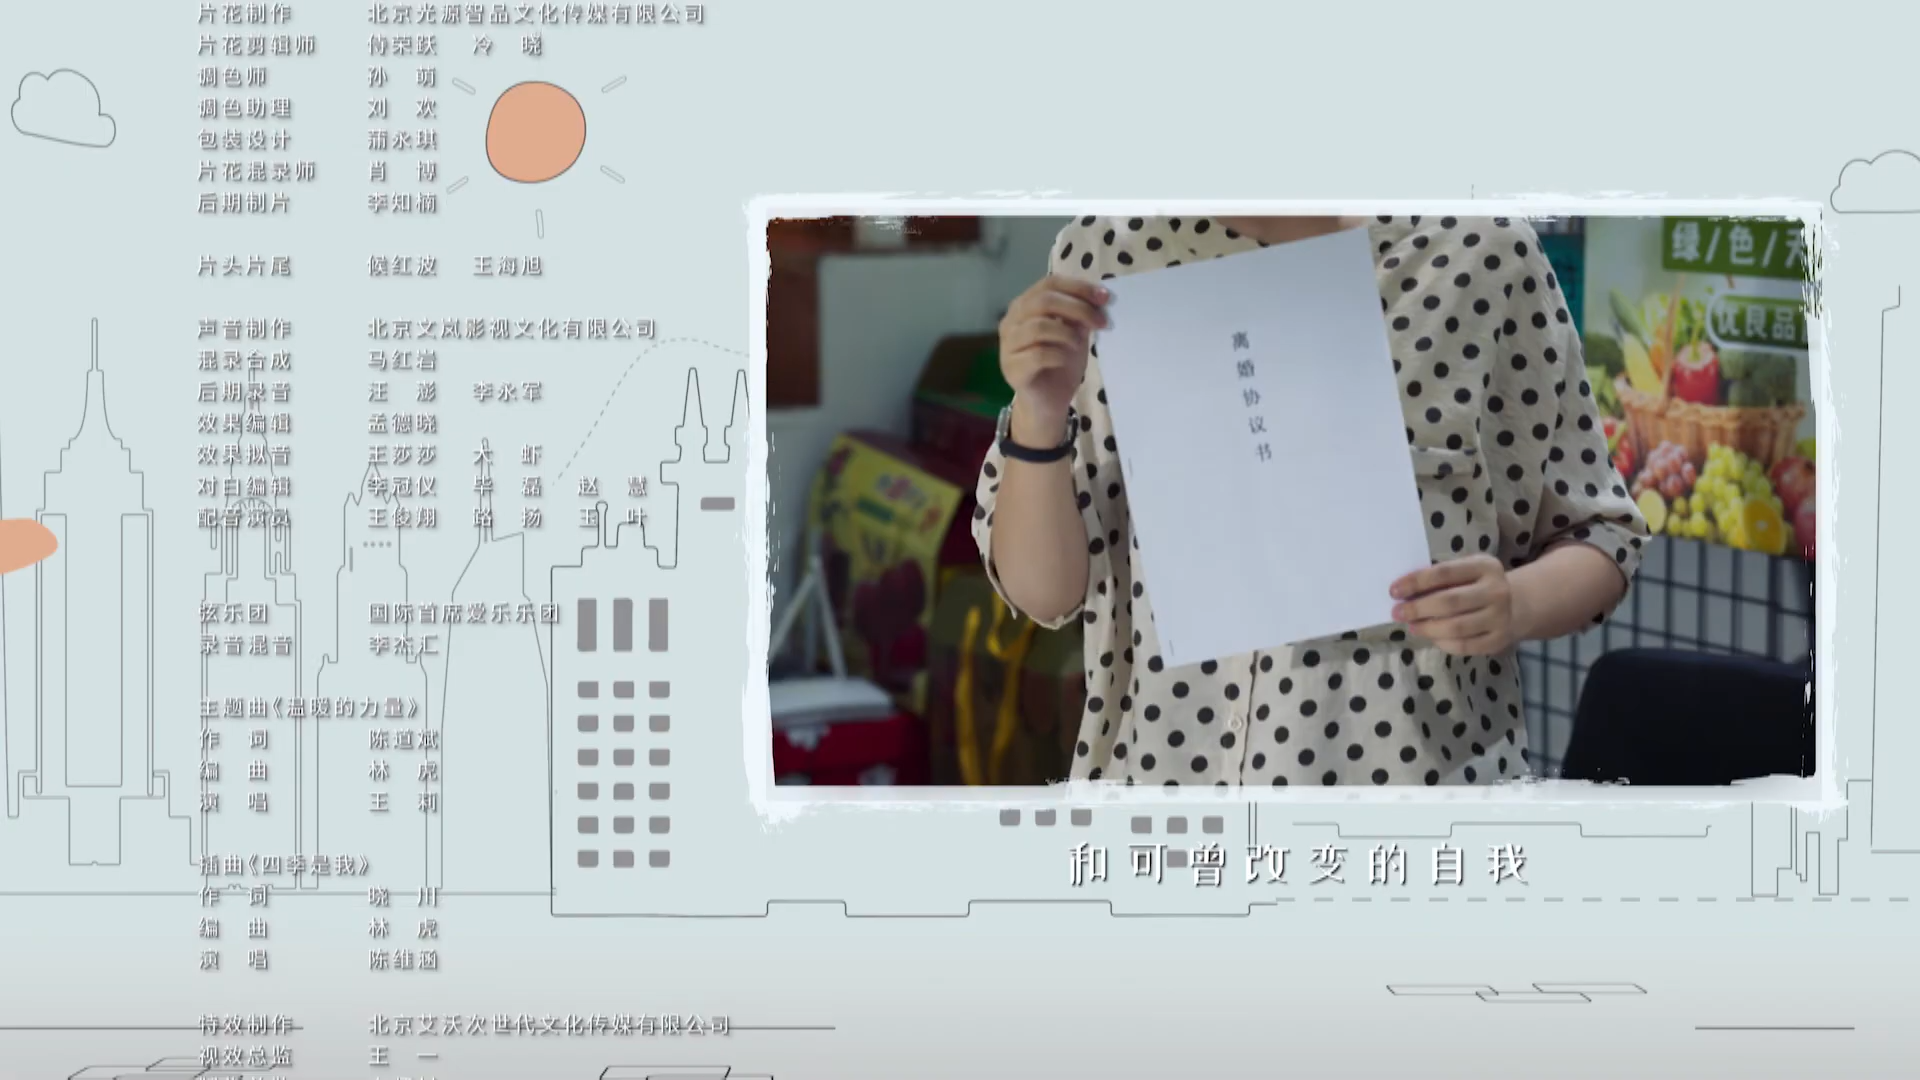 片花制作 北京光源智品文化传媒有限公司
片花剪辑师 侍荣跃 冷 晓
调色师 孙 萌
调色助理 刘 欢
包装设计 蒲永琪
片花混录师 肖 博
后期制片 李知楠
片头片尾 候红波 王海旭
声音制作 北京文岚影视文化有限公司
混录合成 马红岩
后期录音 汪 澎 李永军
效果编辑 孟德晓
效果拟音 王莎莎 大 虾
对白编辑 李冠仪 毕 磊 赵 慧
配音演员 王俊翔 路 扬 玉 叶
弦乐团 国际首席爱乐乐团
录音混音 李杰汇
主题曲《温暖的力量》
作 词 陈道斌
编 曲 林 虎
演 唱 王 莉
插曲《四季是我》
作 词 晓 川
编 曲 林 虎
演 唱 陈维涵
特效制作 北京艾沃次世代文化传媒有限公司
视效总监 王 一
绿/色/天
优良品
离婚协议书
和可曾改变的自我